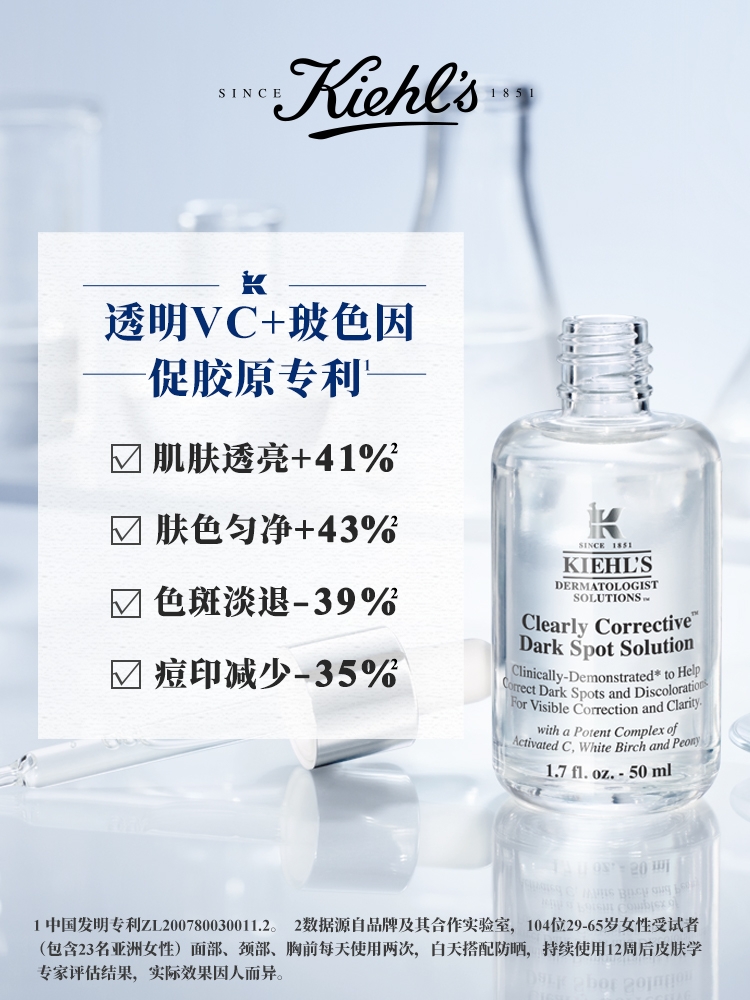 SINCE Kiehl's 1851
透明VC+玻色因
促胶原专利1
肌肤透亮+41%2
肤色匀净+43%2
色斑淡退-39%2
痘印减少-35%2
SINCE 1851
KIEHL'S
DERMATOLOGIST
SOLUTIONS™
Clearly Corrective™
Dark Spot Solution
Clinically-Demonstrated* to Help
Correct Dark Spots and Discolorations.
For Visible Correction and Clarity.
with a Potent Complex of
Activated C, White Birch and Peony
1.7 fl. oz. - 50 ml
1 中国发明专利ZL200780030011.2。 2数据源自品牌及其合作实验室，104位29-65岁女性受试者
（包含23名亚洲女性）面部、颈部、胸前每天使用两次，白天搭配防晒，持续使用12周后皮肤学
专家评估结果，实际效果因人而异。